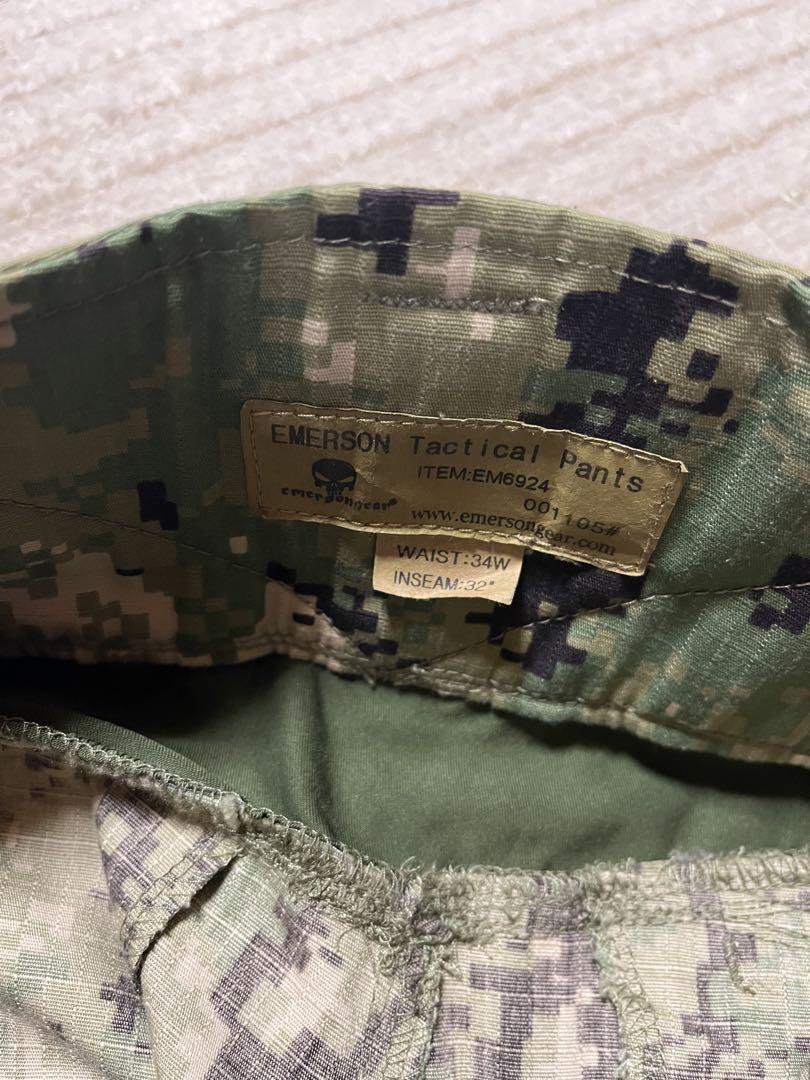 EMERSON Tactical Pants
ITEM:EM6924
001105#
emersongear®
www.emersongear.com
WAIST:34W
INSEAM:32"